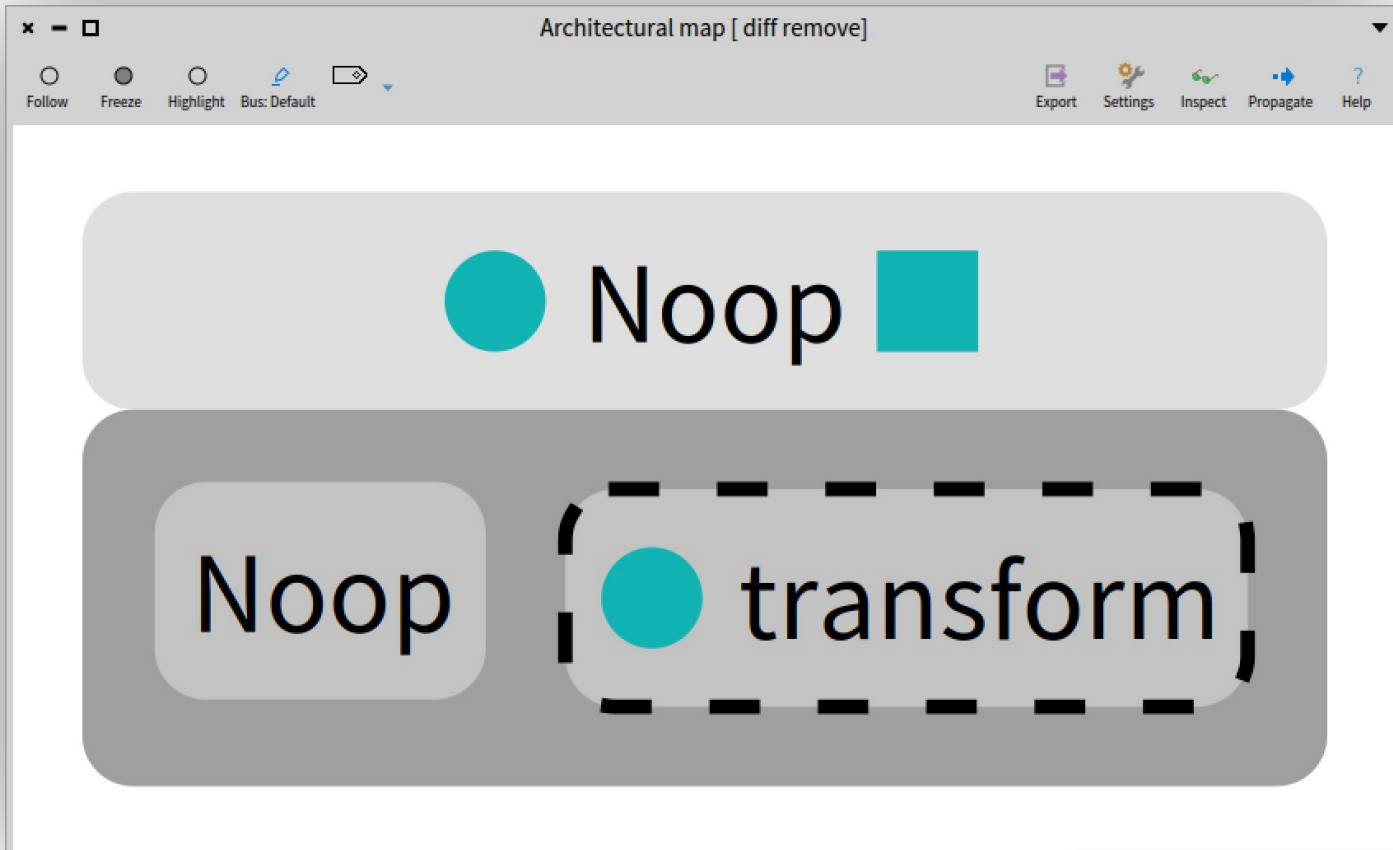 Architectural map [ diff remove]
Follow Freeze Highlight Bus: Default Export Settings Inspect Propagate ? Help
Noop
Noop transform